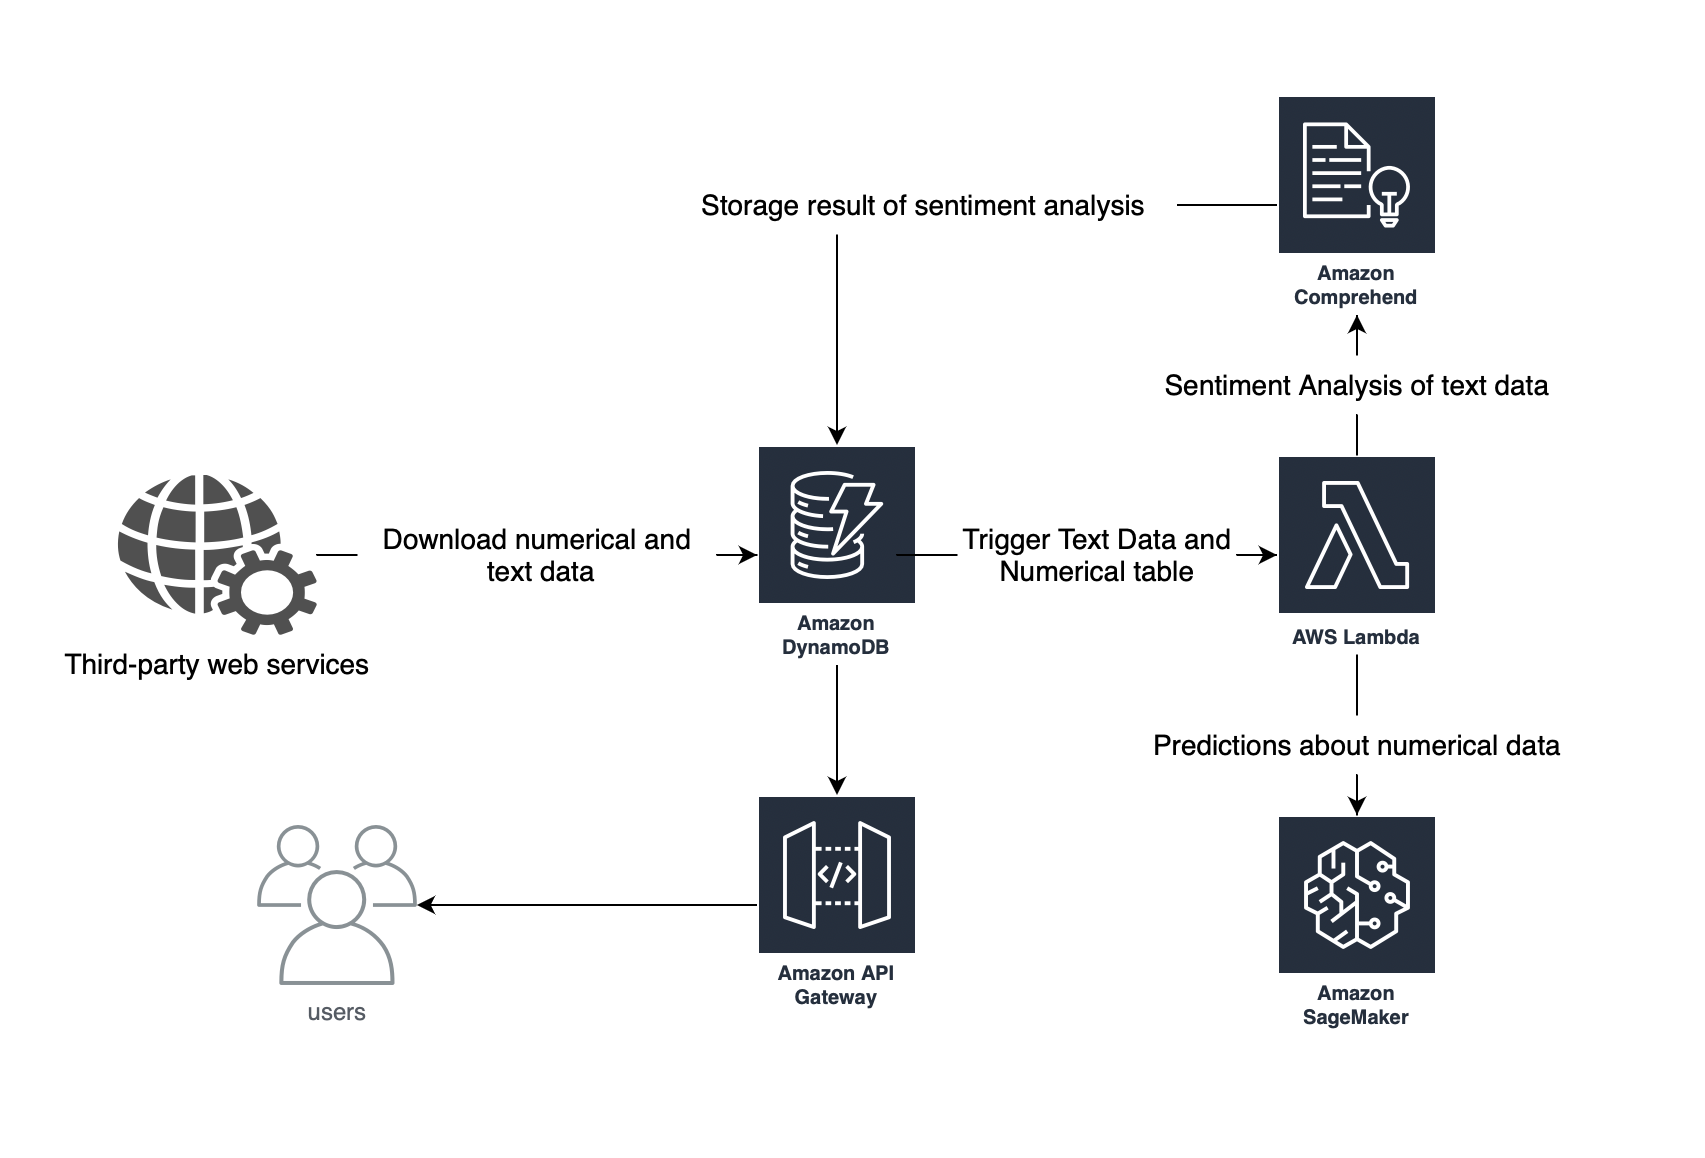 Storage result of sentiment analysis
Amazon
Comprehend
Sentiment Analysis of text data
Download numerical and
text data
Trigger Text Data and
Numerical table
Amazon
DynamoDB
AWS Lambda
Third-party web services
Predictions about numerical data
</>
Amazon API
Gateway
users
Amazon
SageMaker